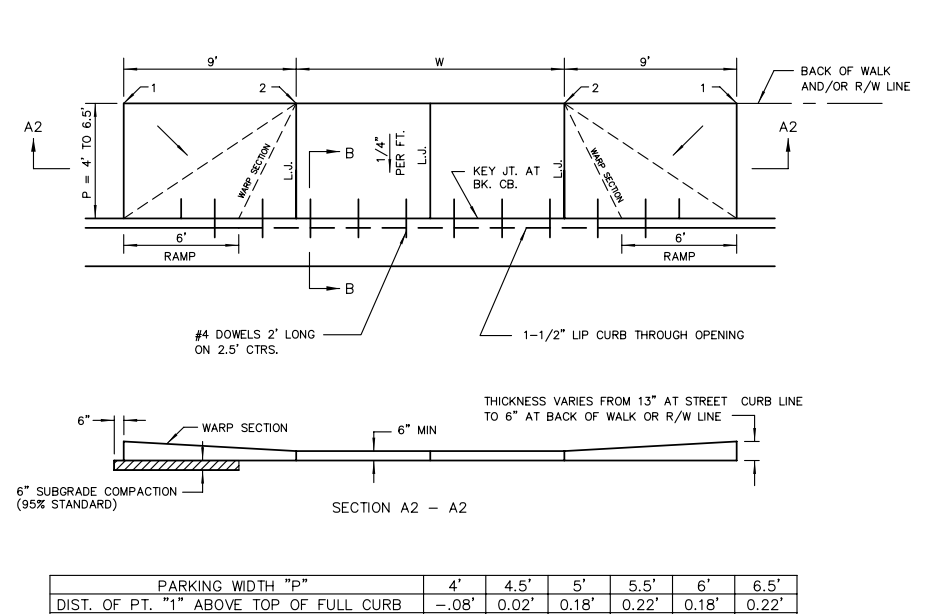 9' W 9'
1 2 2 1
BACK OF WALK
AND/OR R/W LINE
A2 A2
P = 4' TO 6.5'
WARP SECTION
L.J.
B
1/4"
PER FT.
L.J.
KEY JT. AT
BK. CB.
L.J.
WARP SECTION
6' 6'
RAMP RAMP
B
#4 DOWELS 2' LONG
ON 2.5' CTRS.
1-1/2" LIP CURB THROUGH OPENING
THICKNESS VARIES FROM 13" AT STREET CURB LINE
TO 6" AT BACK OF WALK OR R/W LINE
6"
WARP SECTION
6" MIN
6" SUBGRADE COMPACTION
(95% STANDARD)
SECTION A2 – A2
PARKING WIDTH "P" 4' 4.5' 5' 5.5' 6' 6.5'
DIST. OF PT. "1" ABOVE TOP OF FULL CURB –.08' 0.02' 0.18' 0.22' 0.18' 0.22'